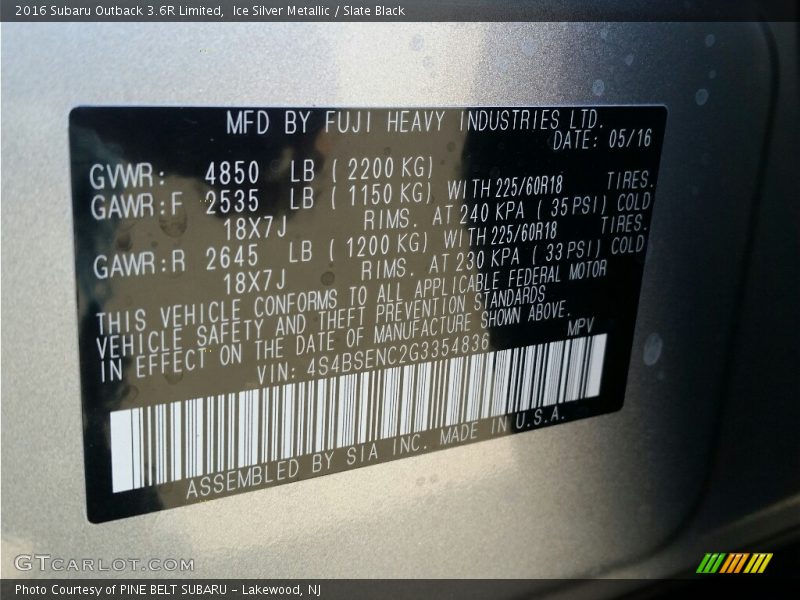 2016 Subaru Outback 3.6R Limited,  Ice Silver Metallic / Slate Black
MFD BY FUJI HEAVY INDUSTRIES LTD.
DATE: 05/16
GVWR: 4850 LB ( 2200 KG)
GAWR:F 2535 LB ( 1150 KG) WITH 225/60R18 TIRES.
18X7J RIMS. AT 240 KPA ( 35 PSI) COLD
GAWR:R 2645 LB ( 1200 KG) WITH 225/60R18 TIRES.
18X7J RIMS. AT 230 KPA ( 33 PSI) COLD
THIS VEHICLE CONFORMS TO ALL APPLICABLE FEDERAL MOTOR
VEHICLE SAFETY AND THEFT PREVENTION STANDARDS
IN EFFECT ON THE DATE OF MANUFACTURE SHOWN ABOVE.
VIN: 4S4BSENC2G3354836 MPV
ASSEMBLED BY SIA INC. MADE IN U.S.A.
GTCARLOT.COM
Photo Courtesy of PINE BELT SUBARU – Lakewood, NJ